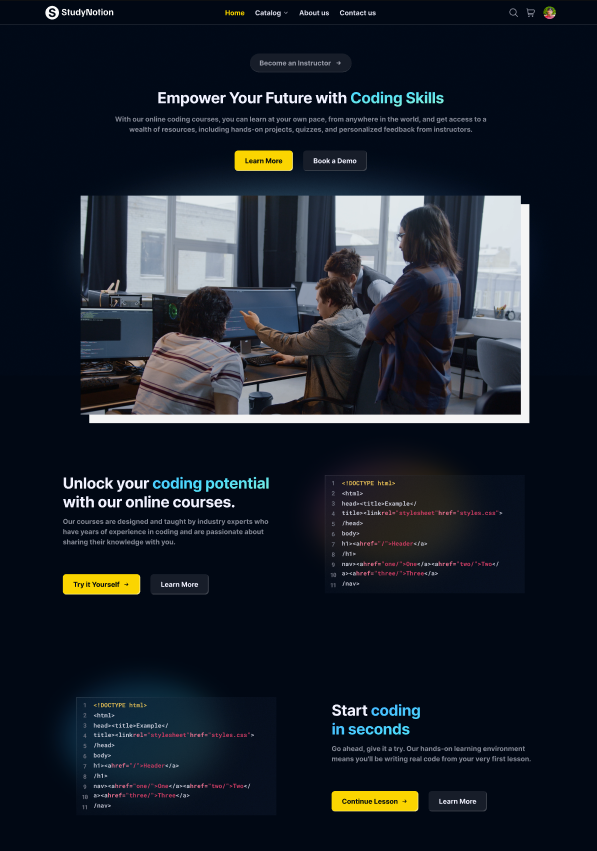 StudyNotion
Home Catalog About us Contact us
Become an Instructor →
Empower Your Future with Coding Skills
With our online coding courses, you can learn at your own pace, from anywhere in the world, and get access to a
wealth of resources, including hands-on projects, quizzes, and personalized feedback from instructors.
Learn More Book a Demo
Unlock your coding potential
with our online courses.
Our courses are designed and taught by industry experts who
have years of experience in coding and are passionate about
sharing their knowledge with you.
Try it Yourself → Learn More
1 <!DOCTYPE html>
2 <html>
3 head><title>Example</
4 title><linkrel="stylesheet"href="styles.css">
5 /head>
6 body>
7 h1><ahref="/">Header</a>
8 /h1>
9 nav><ahref="one/">One</a><ahref="two/">Two</
10 a><ahref="three/">Three</a>
11 /nav>
1 <!DOCTYPE html>
2 <html>
3 head><title>Example</
4 title><linkrel="stylesheet"href="styles.css">
5 /head>
6 body>
7 h1><ahref="/">Header</a>
8 /h1>
9 nav><ahref="one/">One</a><ahref="two/">Two</
10 a><ahref="three/">Three</a>
11 /nav>
Start coding
in seconds
Go ahead, give it a try. Our hands-on learning environment
means you'll be writing real code from your very first lesson.
Continue Lesson → Learn More